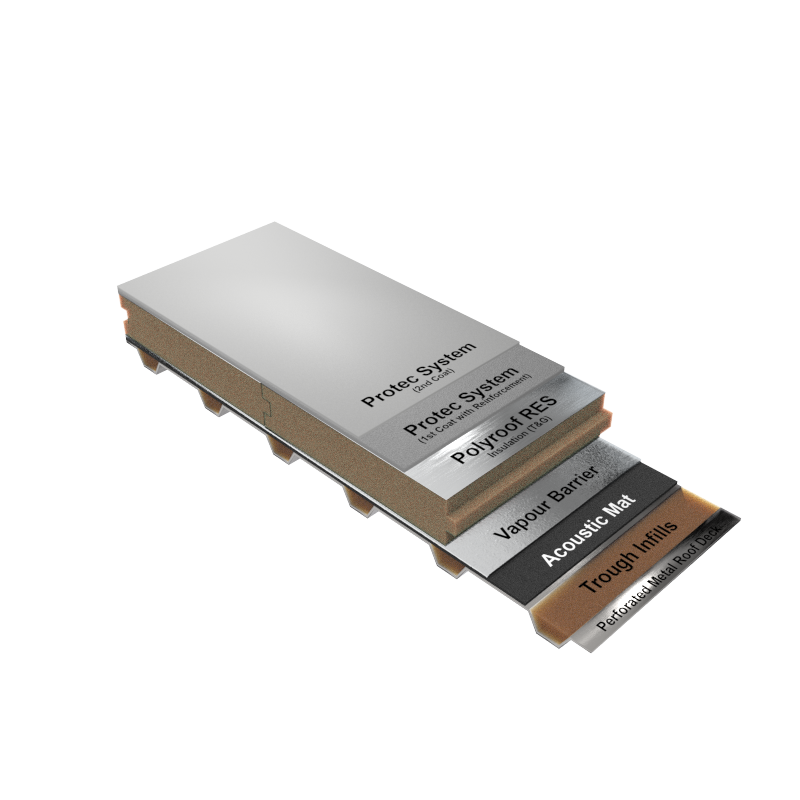 Protec System
(2nd Coat)
Protec System
(1st Coat with Reinforcement)
Polyroof RES
Insulation (T&G)
Vapour Barrier
Acoustic Mat
Trough Infills
Perforated Metal Roof Deck